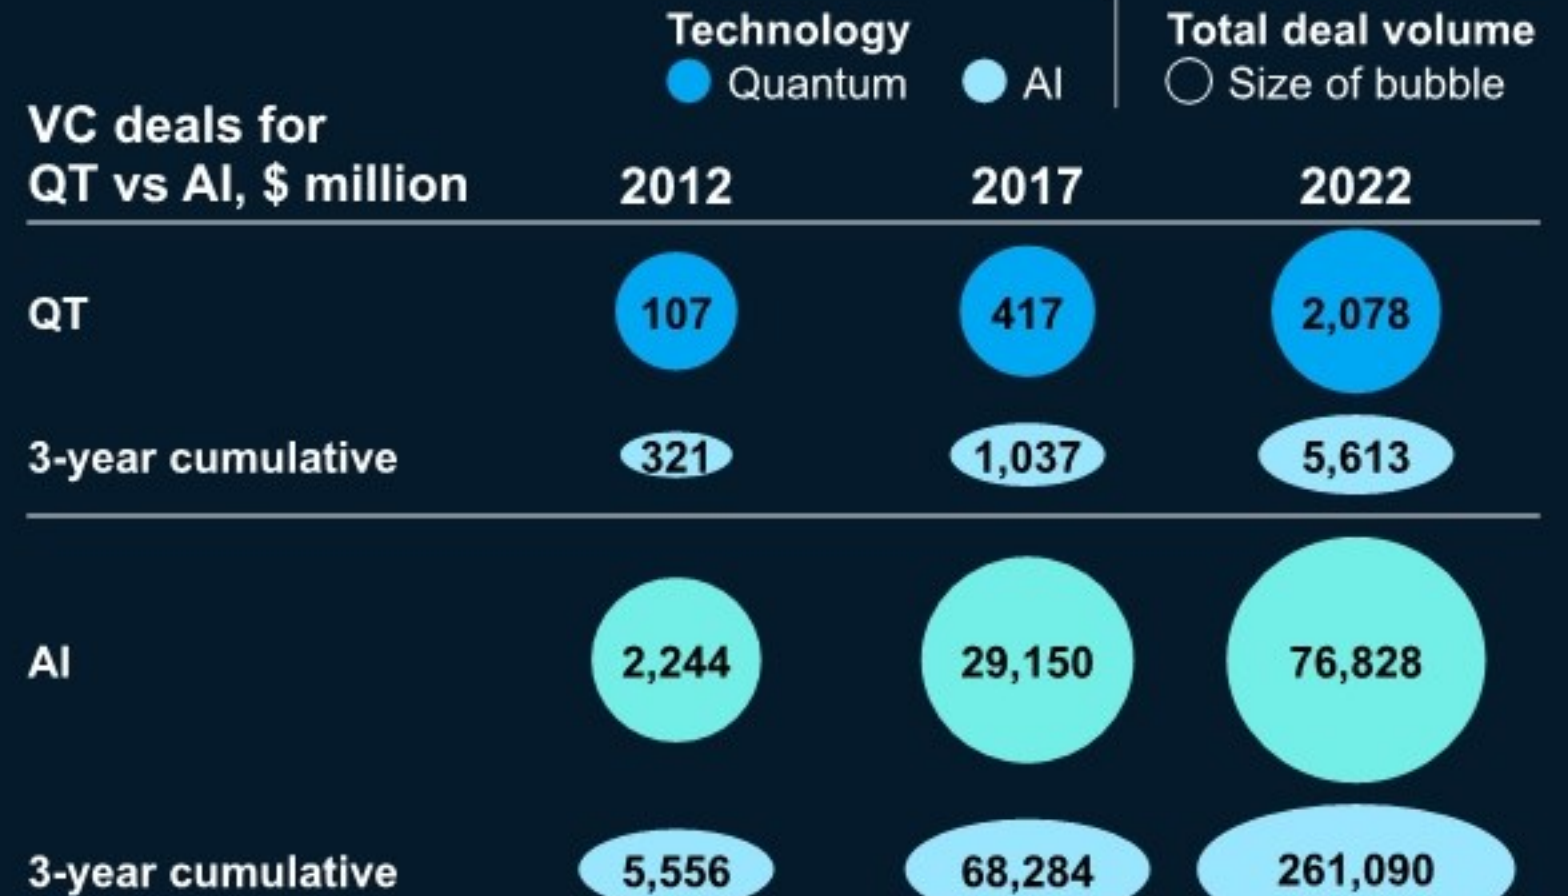 Technology
Quantum AI
Total deal volume
Size of bubble
VC deals for
QT vs AI, $ million
2012 2017 2022
QT 107 417 2,078
3-year cumulative 321 1,037 5,613
AI 2,244 29,150 76,828
3-year cumulative 5,556 68,284 261,090